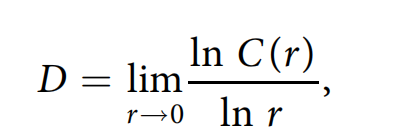 D = lim r→0 ln C(r) / ln r,